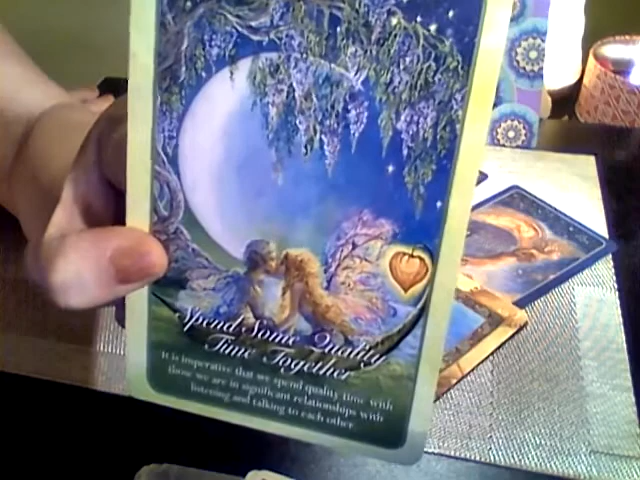 Spend Some Quality
Time Together
It is imperative that we spend quality time with
those we are in significant relationships with
listening and talking to each other